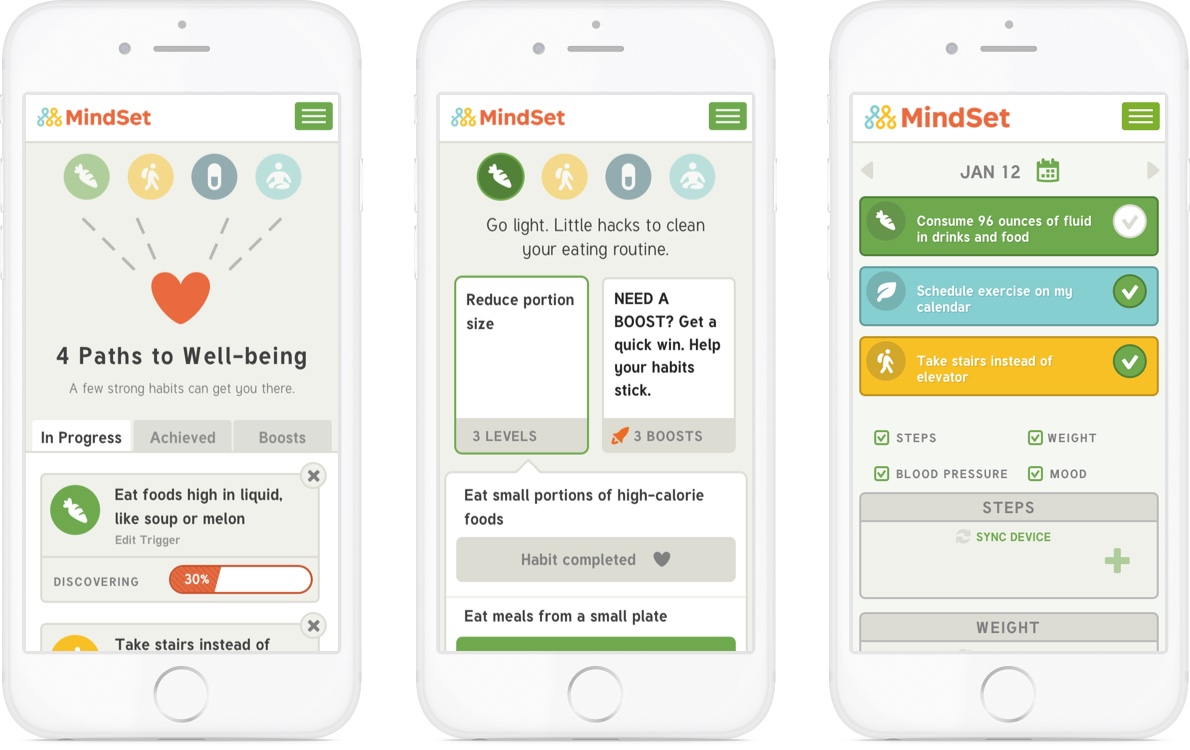 MindSet
4 Paths to Well-being
A few strong habits can get you there.
In Progress
Achieved
Boosts
Eat foods high in liquid,
like soup or melon
Edit Trigger
DISCOVERING
30%
Take stairs instead of
MindSet
Go light. Little hacks to clean
your eating routine.
Reduce portion
size
3 LEVELS
NEED A
BOOST? Get a
quick win. Help
your habits
stick.
3 BOOSTS
Eat small portions of high-calorie
foods
Habit completed
Eat meals from a small plate
MindSet
JAN 12
Consume 96 ounces of fluid
in drinks and food
Schedule exercise on my
calendar
Take stairs instead of
elevator
STEPS
WEIGHT
BLOOD PRESSURE
MOOD
STEPS
SYNC DEVICE
WEIGHT